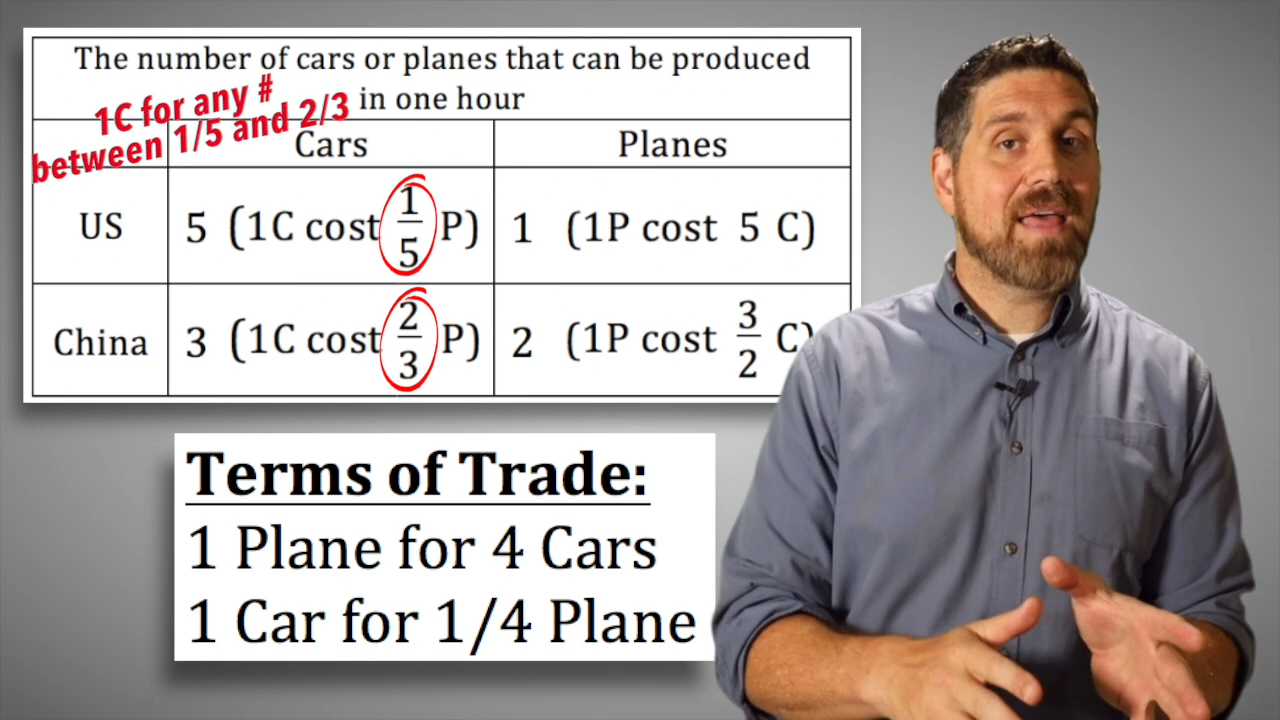 The number of cars or planes that can be produced
in one hour
1C for any #
between 1/5 and 2/3
Cars Planes
US 5 (1C cost 1/5 P) 1 (1P cost 5 C)
China 3 (1C cost 2/3 P) 2 (1P cost 3/2 C)
Terms of Trade:
1 Plane for 4 Cars
1 Car for 1/4 Plane